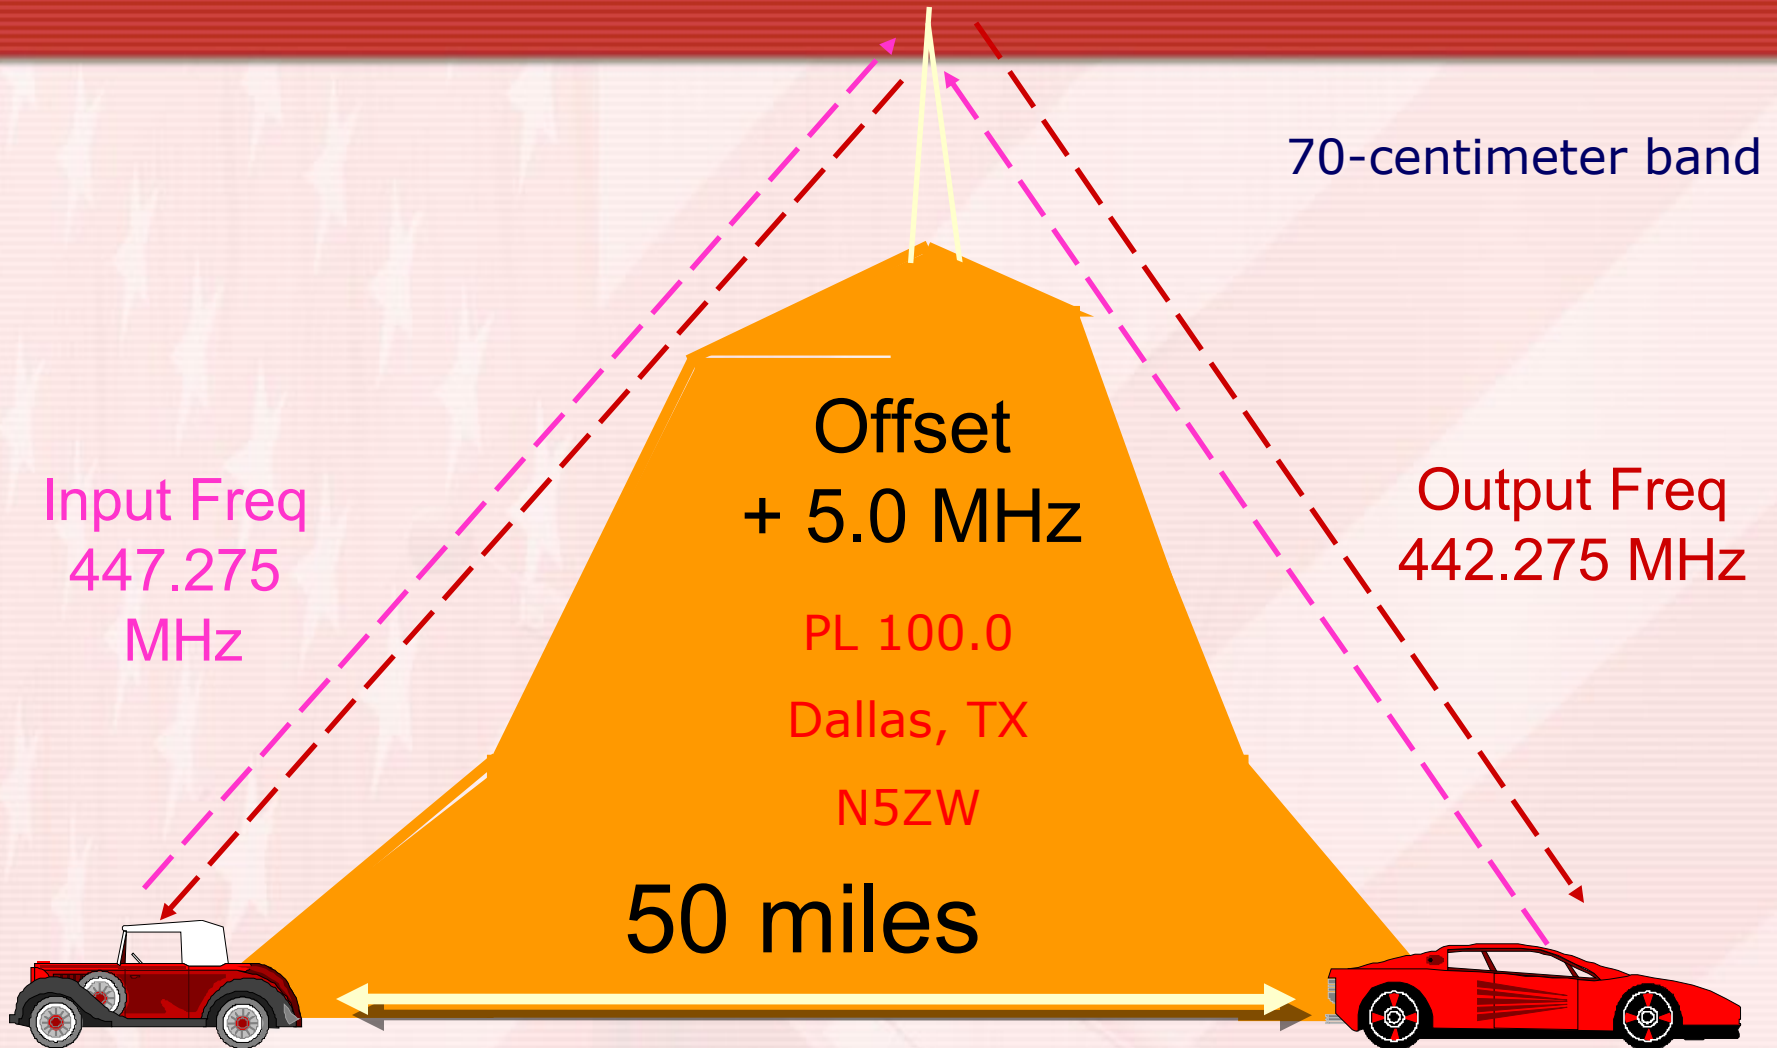 70-centimeter band
Offset
+ 5.0 MHz
Input Freq
447.275
MHz
Output Freq
442.275 MHz
PL 100.0
Dallas, TX
N5ZW
50 miles